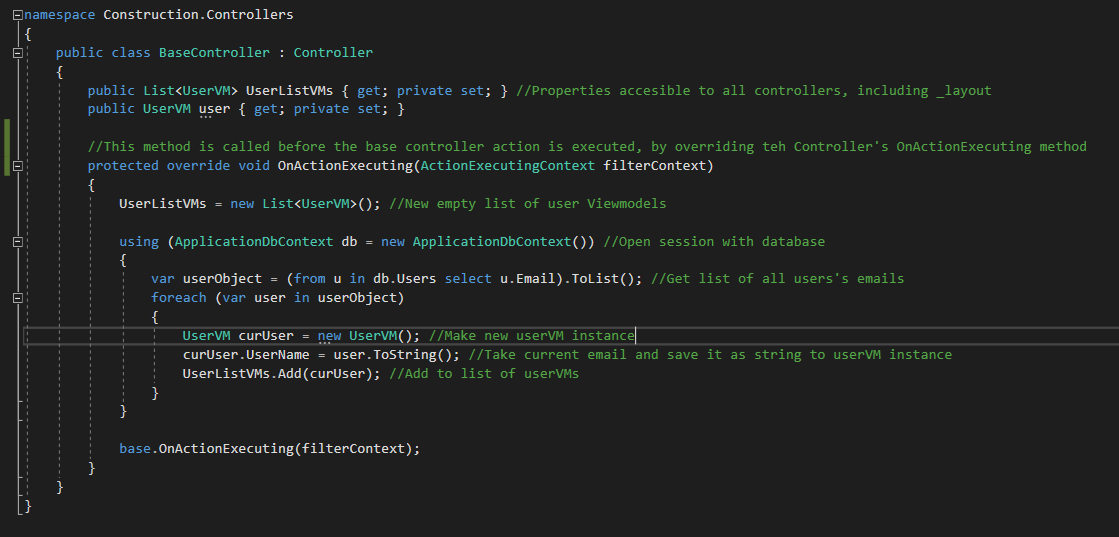 namespace Construction.Controllers
{
public class BaseController : Controller
{
public List<UserVM> UserListVMs { get; private set; } //Properties accesible to all controllers, including _layout
public UserVM user { get; private set; }
//This method is called before the base controller action is executed, by overriding teh Controller's OnActionExecuting method
protected override void OnActionExecuting(ActionExecutingContext filterContext)
{
UserListVMs = new List<UserVM>(); //New empty list of user Viewmodels
using (ApplicationDbContext db = new ApplicationDbContext()) //Open session with database
{
var userObject = (from u in db.Users select u.Email).ToList(); //Get list of all users's emails
foreach (var user in userObject)
{
UserVM curUser = new UserVM(); //Make new userVM instance
curUser.UserName = user.ToString(); //Take current email and save it as string to userVM instance
UserListVMs.Add(curUser); //Add to list of userVMs
}
}
base.OnActionExecuting(filterContext);
}
}
}